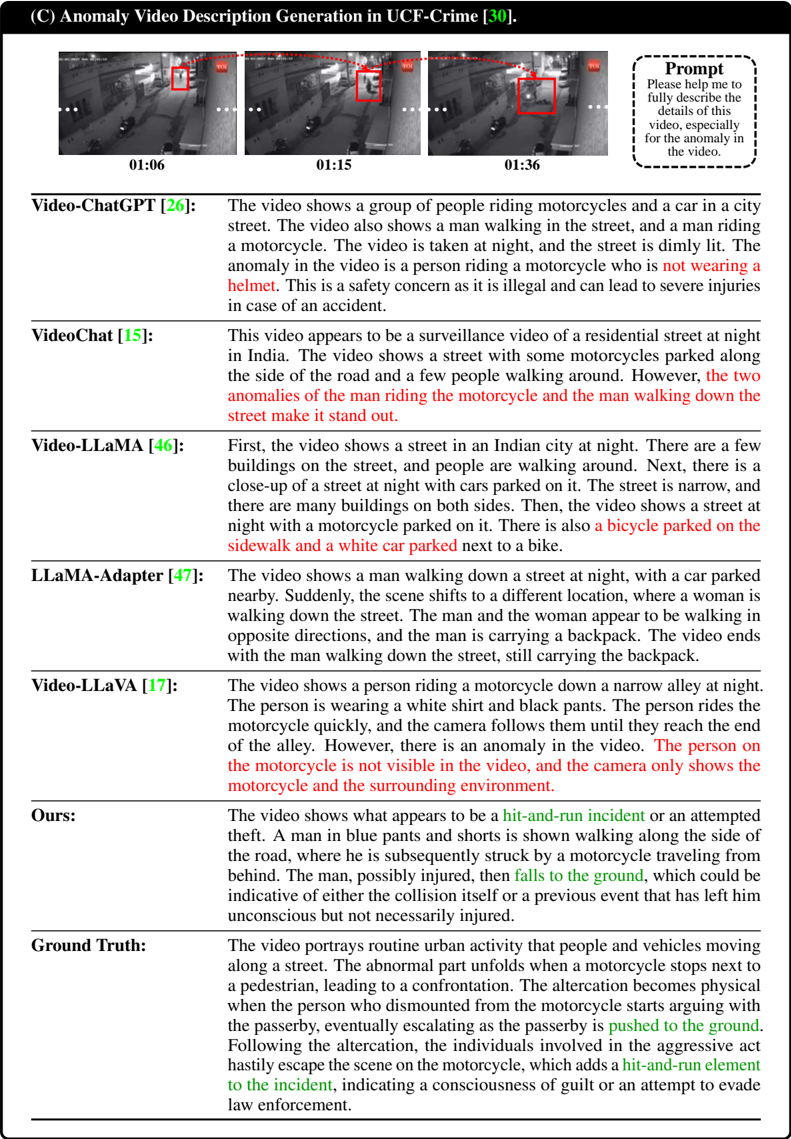 (C) Anomaly Video Description Generation in UCF-Crime [30].
01:06
01:15
01:36
Prompt
Please help me to
fully describe the
details of this
video, especially
for the anomaly in
the video.
Video-ChatGPT [26]:
The video shows a group of people riding motorcycles and a car in a city
street. The video also shows a man walking in the street, and a man riding
a motorcycle. The video is taken at night, and the street is dimly lit. The
anomaly in the video is a person riding a motorcycle who is not wearing a
helmet. This is a safety concern as it is illegal and can lead to severe injuries
in case of an accident.
VideoChat [15]:
This video appears to be a surveillance video of a residential street at night
in India. The video shows a street with some motorcycles parked along
the side of the road and a few people walking around. However, the two
anomalies of the man riding the motorcycle and the man walking down the
street make it stand out.
Video-LLaMA [46]:
First, the video shows a street in an Indian city at night. There are a few
buildings on the street, and people are walking around. Next, there is a
close-up of a street at night with cars parked on it. The street is narrow, and
there are many buildings on both sides. Then, the video shows a street at
night with a motorcycle parked on it. There is also a bicycle parked on the
sidewalk and a white car parked next to a bike.
LLaMA-Adapter [47]:
The video shows a man walking down a street at night, with a car parked
nearby. Suddenly, the scene shifts to a different location, where a woman is
walking down the street. The man and the woman appear to be walking in
opposite directions, and the man is carrying a backpack. The video ends
with the man walking down the street, still carrying the backpack.
Video-LLaVA [17]:
The video shows a person riding a motorcycle down a narrow alley at night.
The person is wearing a white shirt and black pants. The person rides the
motorcycle quickly, and the camera follows them until they reach the end
of the alley. However, there is an anomaly in the video. The person on
the motorcycle is not visible in the video, and the camera only shows the
motorcycle and the surrounding environment.
Ours:
The video shows what appears to be a hit-and-run incident or an attempted
theft. A man in blue pants and shorts is shown walking along the side of
the road, where he is subsequently struck by a motorcycle traveling from
behind. The man, possibly injured, then falls to the ground, which could be
indicative of either the collision itself or a previous event that has left him
unconscious but not necessarily injured.
Ground Truth:
The video portrays routine urban activity that people and vehicles moving
along a street. The abnormal part unfolds when a motorcycle stops next to
a pedestrian, leading to a confrontation. The altercation becomes physical
when the person who dismounted from the motorcycle starts arguing with
the passerby, eventually escalating as the passerby is pushed to the ground.
Following the altercation, the individuals involved in the aggressive act
hastily escape the scene on the motorcycle, which adds a hit-and-run element
to the incident, indicating a consciousness of guilt or an attempt to evade
law enforcement.